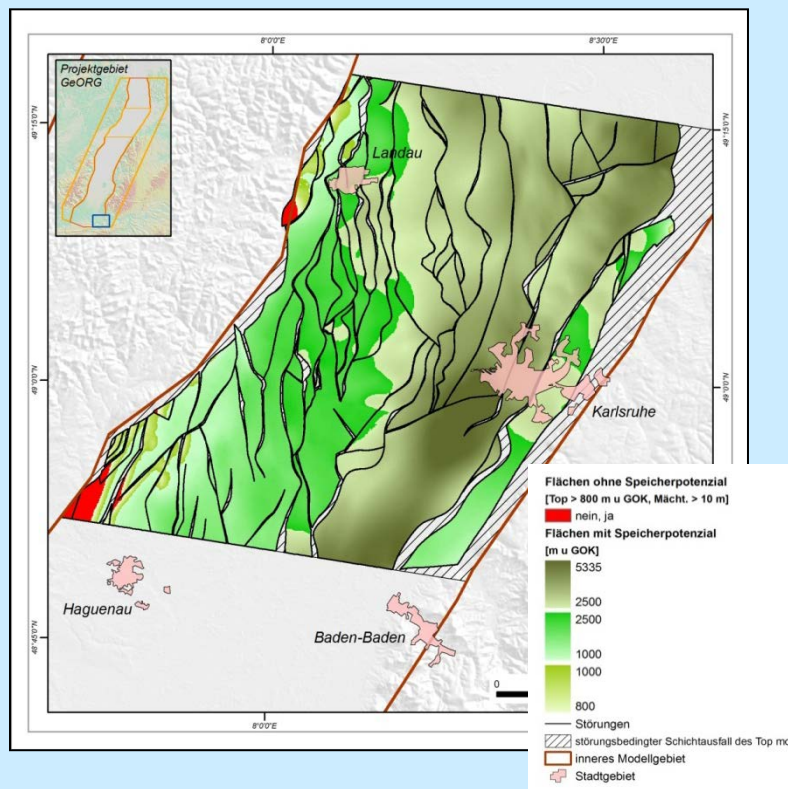 8°0'0"E
8°30'0"E
Projektgebiet
GeORG
49°15'0"N
49°15'0"N
Landau
49°0'0"N
49°0'0"N
Karlsruhe
Haguenau
Baden-Baden
48°45'0"N
0
8°0'0"E
Flächen ohne Speicherpotenzial
[Top > 800 m u GOK, Mächt. > 10 m]
nein, ja
Flächen mit Speicherpotenzial
[m u GOK]
5335
2500
2500
1000
1000
800
Störungen
störungsbedingter Schichtausfall des Top mo
inneres Modellgebiet
Stadtgebiet